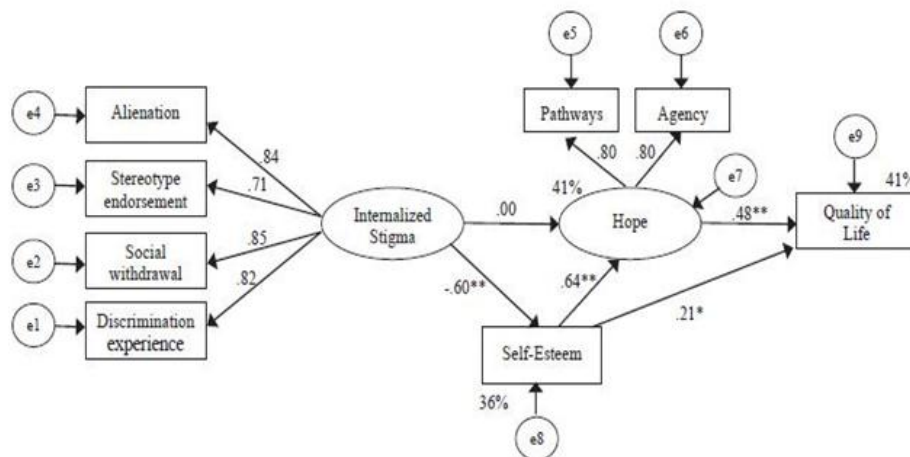 e5
e6
e4
Alienation
Pathways
Agency
e9
.84
.80
.80
e3
Stereotype
endorsement
.71
41%
e7
41%
Internalized
Stigma
.00
Hope
.48**
Quality of
Life
e2
Social
withdrawal
.85
.82
-.60**
.64**
.21*
e1
Discrimination
experience
Self-Esteem
36%
e8